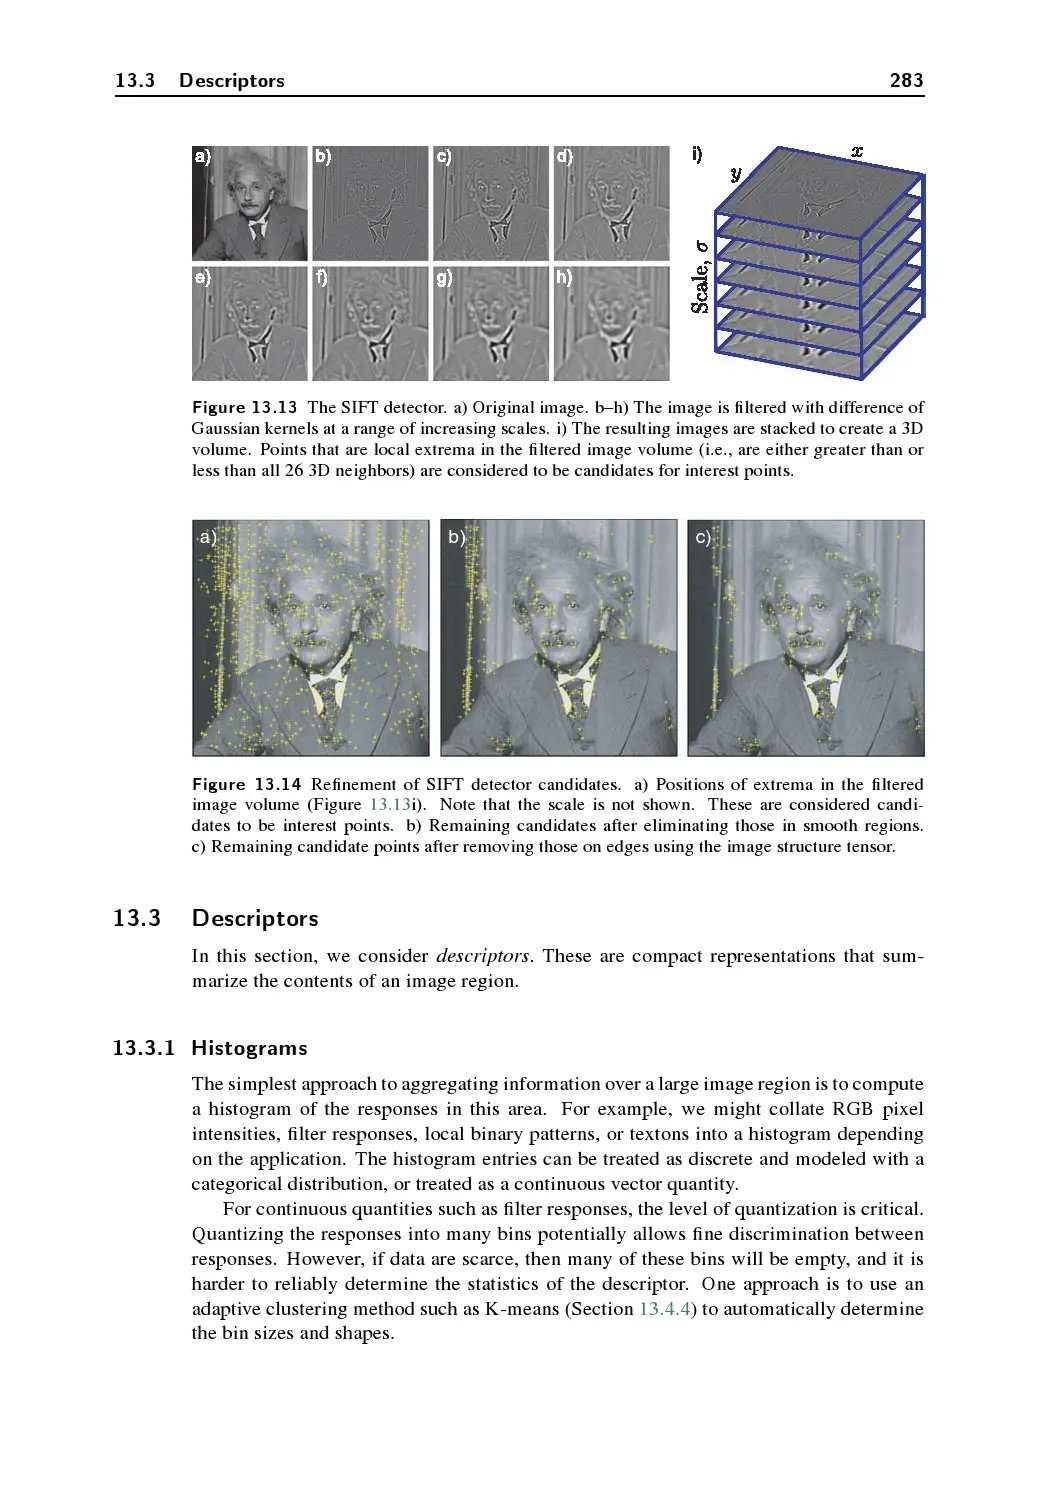 13.3 Descriptors 283
a) b) c) d) i) x
y
Scale, σ
e) f) g) h)
Figure 13.13 The SIFT detector. a) Original image. b–h) The image is filtered with difference of
Gaussian kernels at a range of increasing scales. i) The resulting images are stacked to create a 3D
volume. Points that are local extrema in the filtered image volume (i.e., are either greater than or
less than all 26 3D neighbors) are considered to be candidates for interest points.
a) b) c)
Figure 13.14 Refinement of SIFT detector candidates. a) Positions of extrema in the filtered
image volume (Figure 13.13i). Note that the scale is not shown. These are considered candi-
dates to be interest points. b) Remaining candidates after eliminating those in smooth regions.
c) Remaining candidate points after removing those on edges using the image structure tensor.
13.3 Descriptors
In this section, we consider descriptors. These are compact representations that sum-
marize the contents of an image region.
13.3.1 Histograms
The simplest approach to aggregating information over a large image region is to compute
a histogram of the responses in this area. For example, we might collate RGB pixel
intensities, filter responses, local binary patterns, or textons into a histogram depending
on the application. The histogram entries can be treated as discrete and modeled with a
categorical distribution, or treated as a continuous vector quantity.
For continuous quantities such as filter responses, the level of quantization is critical.
Quantizing the responses into many bins potentially allows fine discrimination between
responses. However, if data are scarce, then many of these bins will be empty, and it is
harder to reliably determine the statistics of the descriptor. One approach is to use an
adaptive clustering method such as K-means (Section 13.4.4) to automatically determine
the bin sizes and shapes.